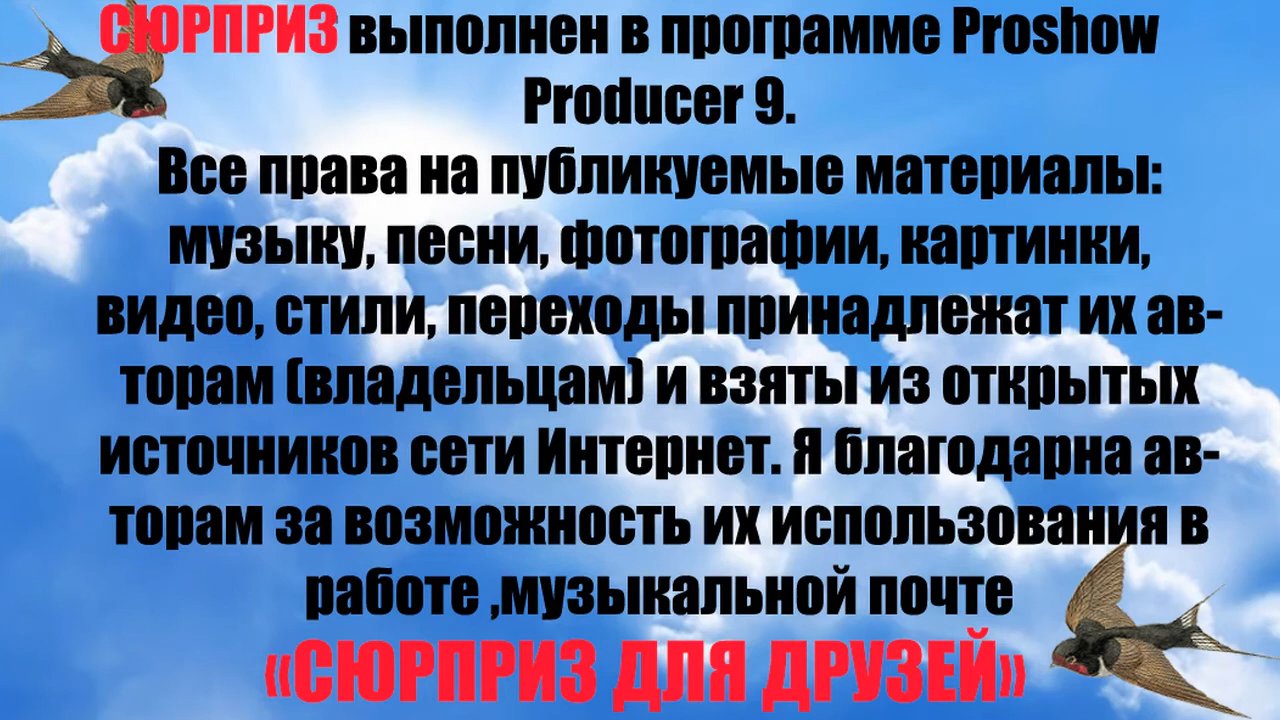 СЮРПРИЗ выполнен в программе Proshow
Producer 9.
Все права на публикуемые материалы:
музыку, песни, фотографии, картинки,
видео, стили, переходы принадлежат их ав-
торам (владельцам) и взяты из открытых
источников сети Интернет. Я благодарна ав-
торам за возможность их использования в
работе ,музыкальной почте
«СЮРПРИЗ ДЛЯ ДРУЗЕЙ»